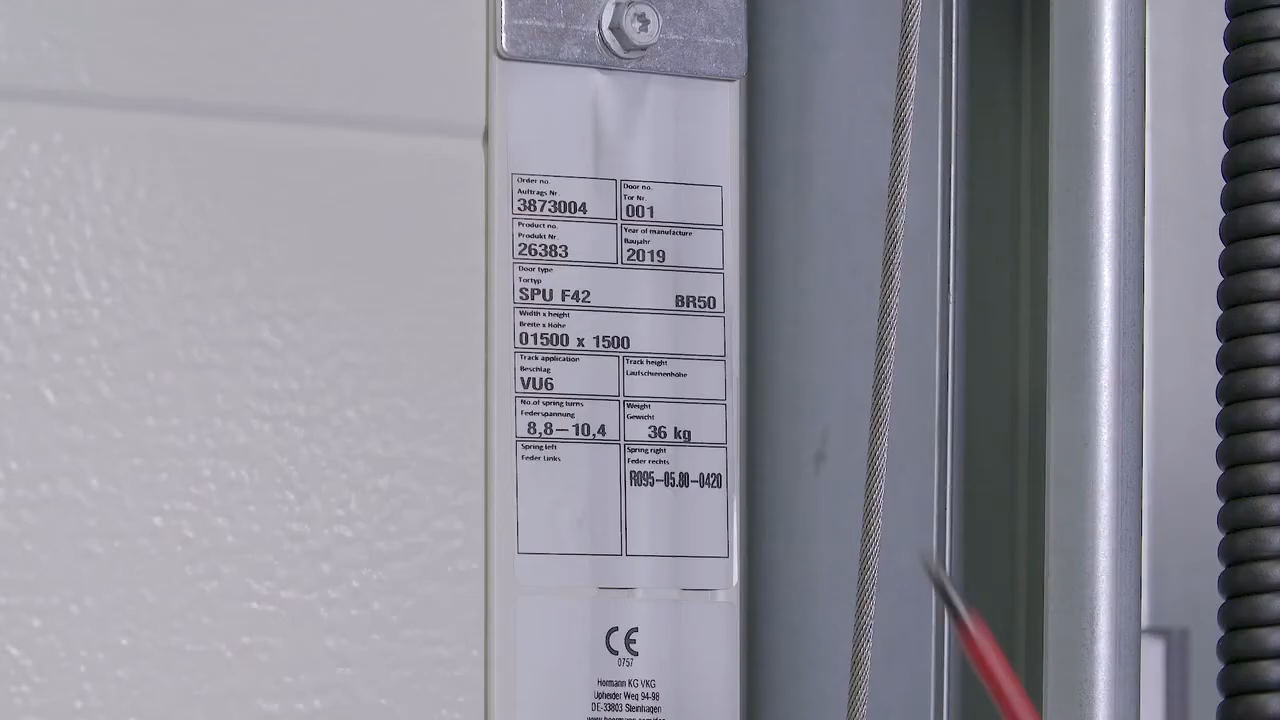 Order no.
Auftrags Nr.
3873004
Door no.
Tor Nr.
001
Product no.
Produkt Nr.
26383
Year of manufacture
Baujahr
2019
Door type
Tortyp
SPU F42 BR50
Width x height
Breite x Höhe
01500 x 1500
Track application
Beschlag
VU6
Track height
Laufschienenhöhe
No.of spring turns
Federspannung
8,8–10,4
Weight
Gewicht
36 kg
Spring left
Feder Links
Spring right
Feder rechts
R095–05.80–0420
CE
0757
Hörmann KG VKG
Upheider Weg 94-98
DE-33803 Steinhagen